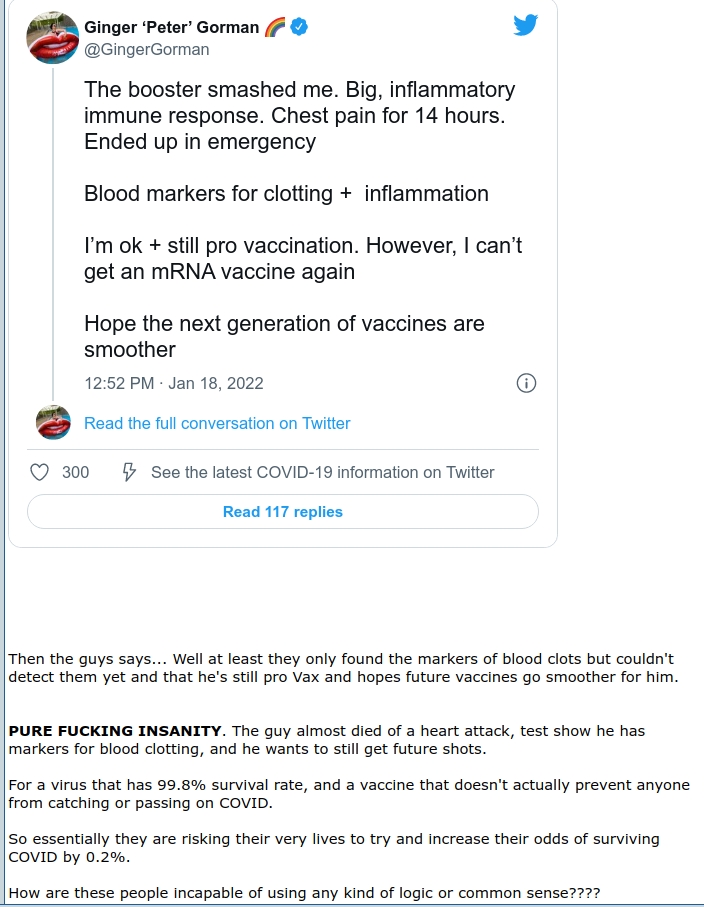 Ginger ‘Peter’ Gorman 🌈
@GingerGorman
The booster smashed me. Big, inflammatory
immune response. Chest pain for 14 hours.
Ended up in emergency
Blood markers for clotting +  inflammation
I’m ok + still pro vaccination. However, I can’t
get an mRNA vaccine again
Hope the next generation of vaccines are
smoother
12:52 PM · Jan 18, 2022
Read the full conversation on Twitter
300 See the latest COVID-19 information on Twitter
Read 117 replies
Then the guys says... Well at least they only found the markers of blood clots but couldn't
detect them yet and that he's still pro Vax and hopes future vaccines go smoother for him.
PURE FUCKING INSANITY. The guy almost died of a heart attack, test show he has
markers for blood clotting, and he wants to still get future shots.
For a virus that has 99.8% survival rate, and a vaccine that doesn't actually prevent anyone
from catching or passing on COVID.
So essentially they are risking their very lives to try and increase their odds of surviving
COVID by 0.2%.
How are these people incapable of using any kind of logic or common sense????